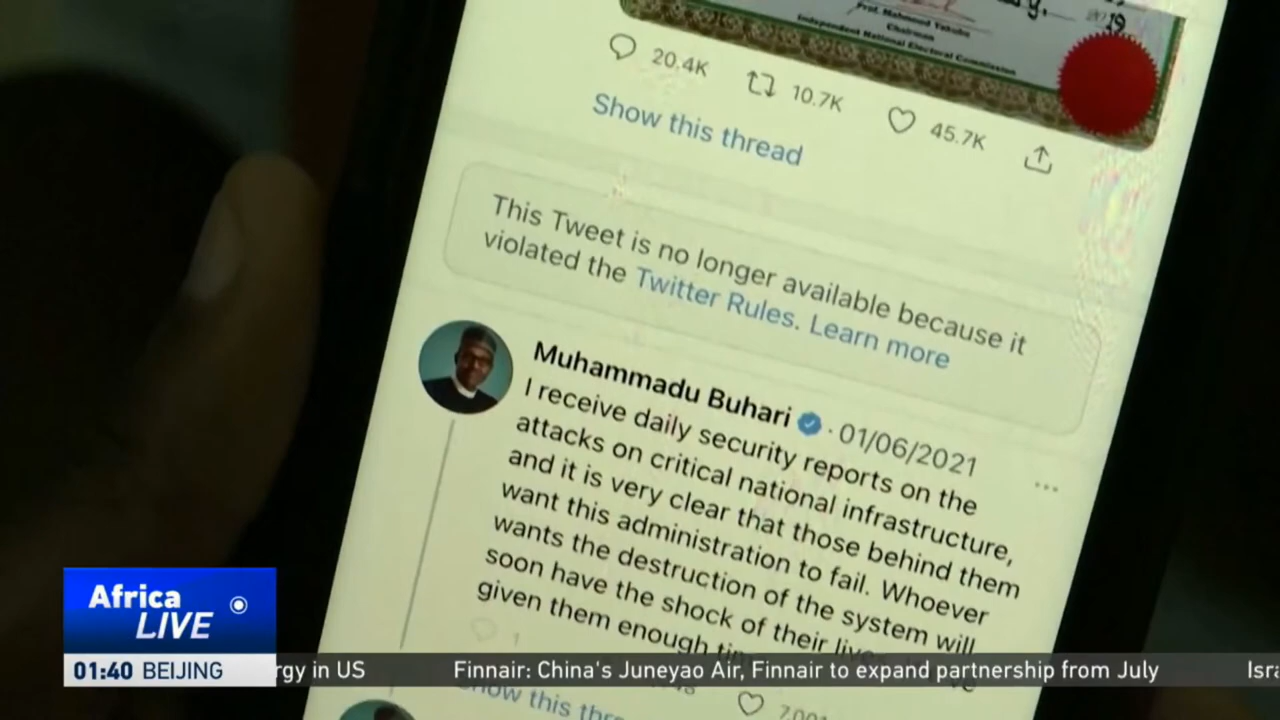 2019
Prof. Mahmood Yakubu
Chairman
Independent National Electoral Commission
20.4K 10.7K 45.7K
Show this thread
This Tweet is no longer available because it
violated the Twitter Rules. Learn more
Muhammadu Buhari · 01/06/2021
I receive daily security reports on the
attacks on critical national infrastructure,
and it is very clear that those behind them
want this administration to fail. Whoever
wants the destruction of the system will
soon have the shock of their
given them enough
Africa
LIVE
01:40 BEIJING
rgy in US Finnair: China's Juneyao Air, Finnair to expand partnership from July Isra